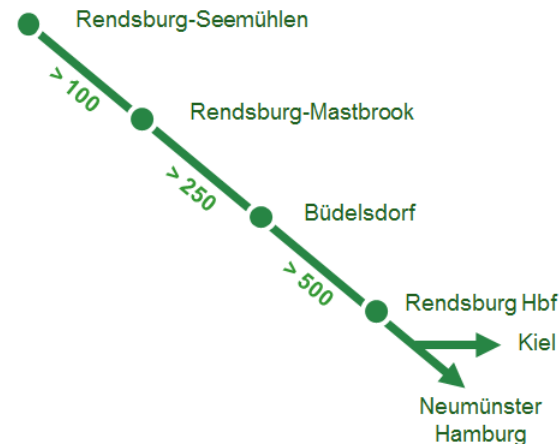 Rendsburg-Seemühlen
> 100
Rendsburg-Mastbrook
> 250
Büdelsdorf
> 500
Rendsburg Hbf
Kiel
Neumünster
Hamburg